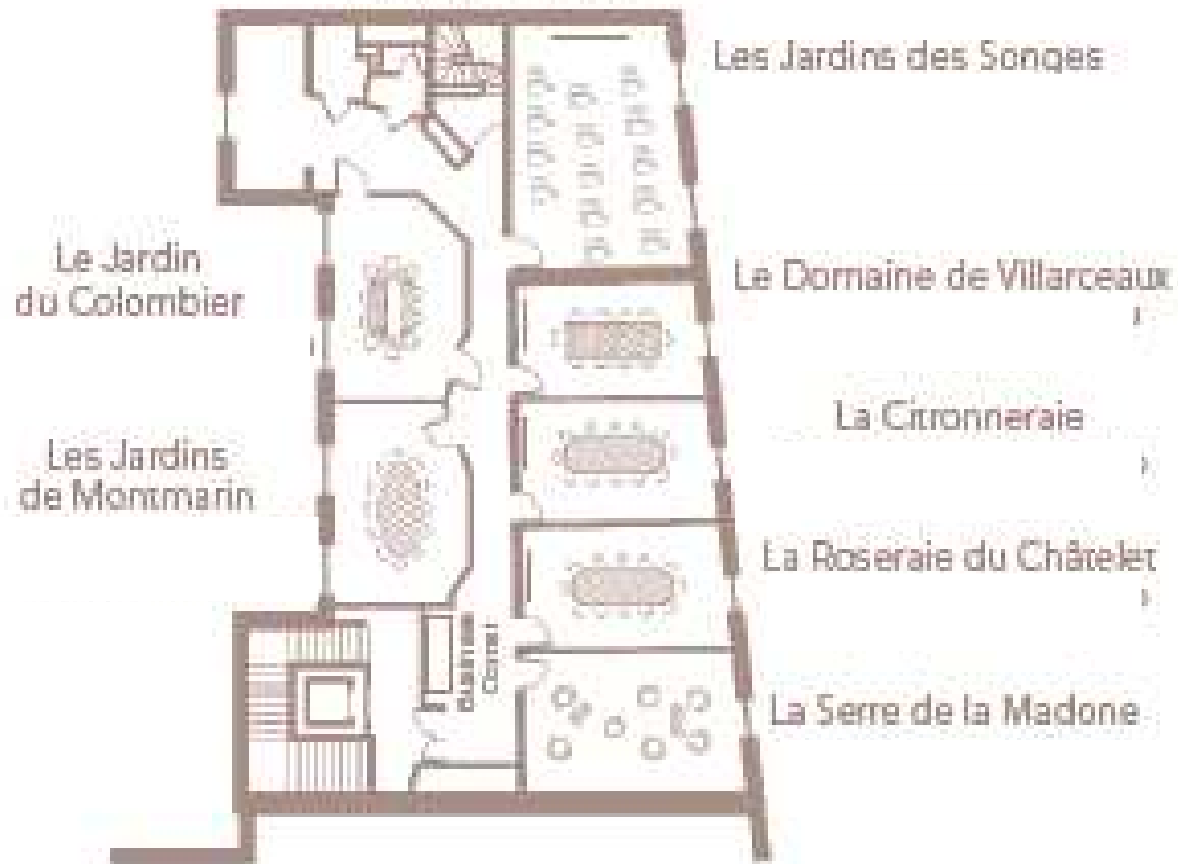 Les Jardins des Songes
Le Jardin
du Colombier
Le Domaine de Villarceaux
La Citronneraie
Les Jardins
de Montmarin
La Roseraie du Châtelet
La Serre de la Madone